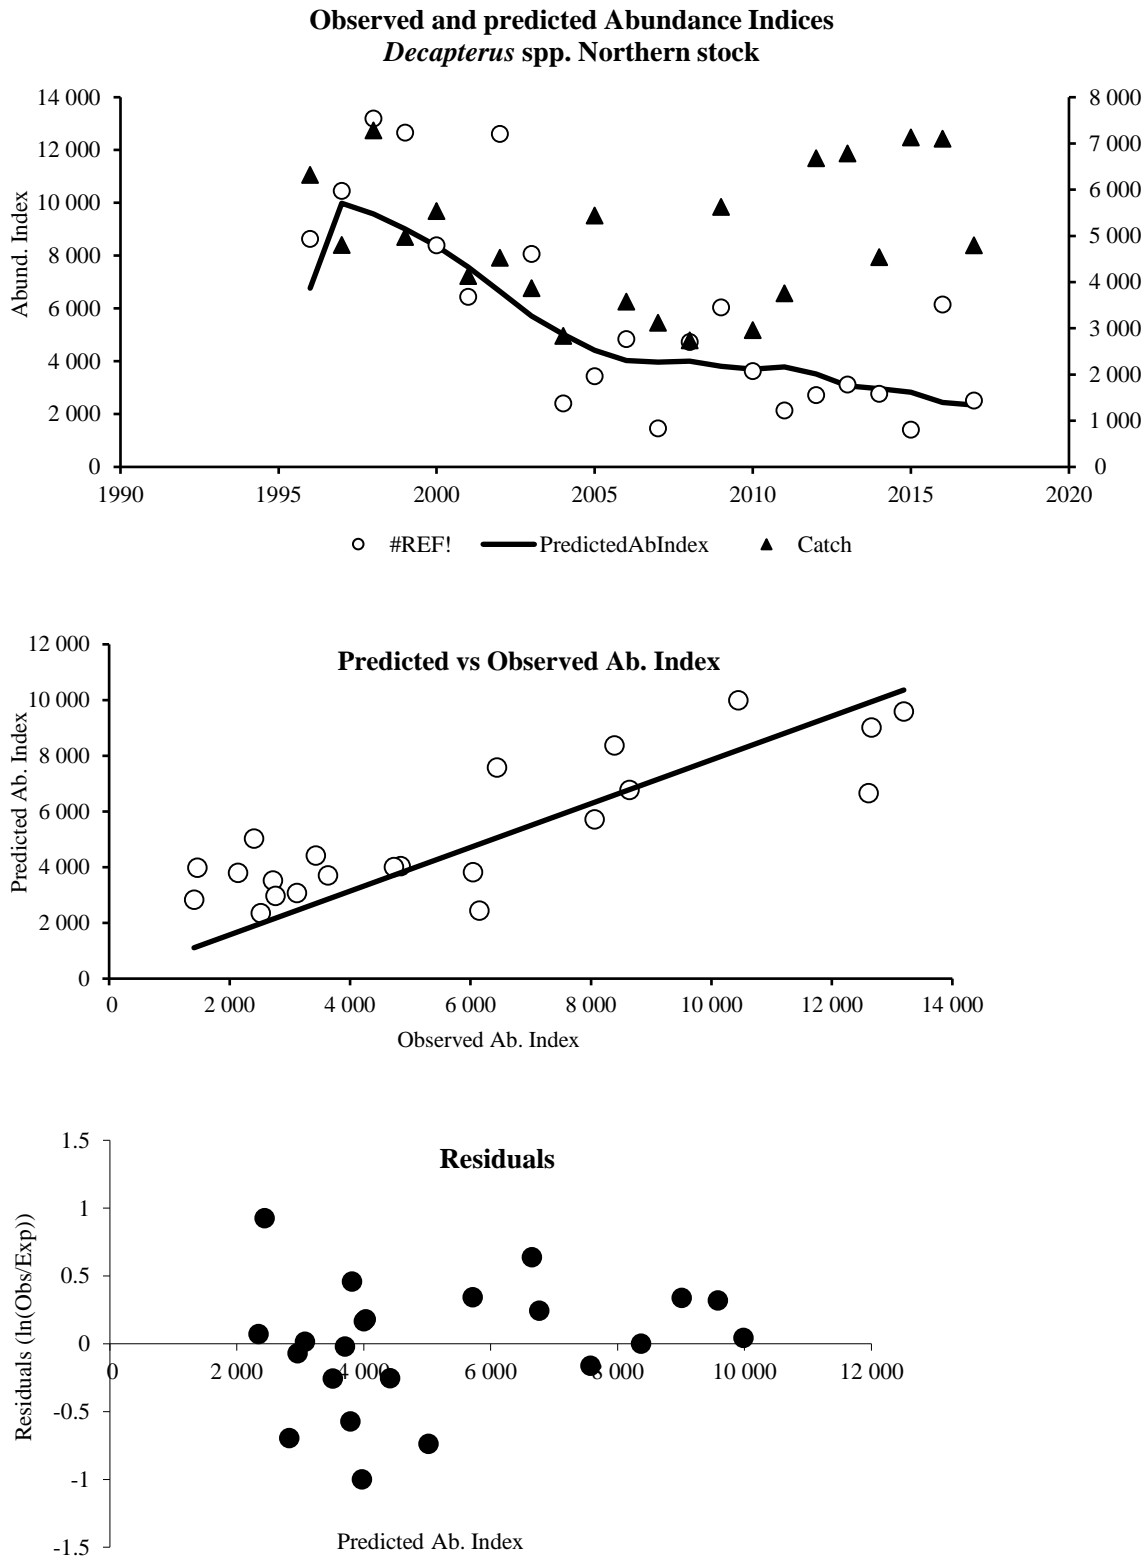 Observed and predicted Abundance Indices
Decapterus spp. Northern stock
14 000
12 000
10 000
8 000
6 000
4 000
2 000
0
Abund. Index
8 000
7 000
6 000
5 000
4 000
3 000
2 000
1 000
0
1990 1995 2000 2005 2010 2015 2020
#REF! PredictedAbIndex Catch
Predicted vs Observed Ab. Index
12 000
10 000
8 000
6 000
4 000
2 000
0
Predicted Ab. Index
0 2 000 4 000 6 000 8 000 10 000 12 000 14 000
Observed Ab. Index
Residuals
1.5
1
0.5
0
-0.5
-1
-1.5
Residuals (ln(Obs/Exp))
0 2 000 4 000 6 000 8 000 10 000 12 000
Predicted Ab. Index